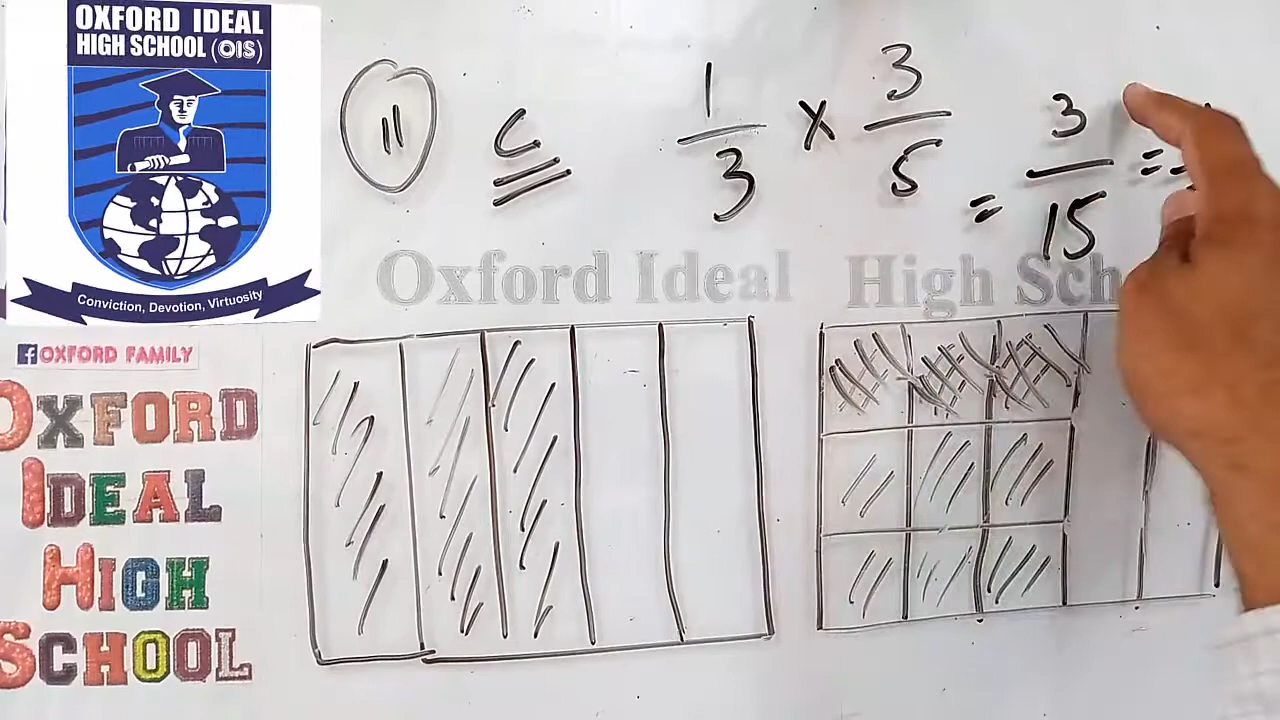 OXFORD IDEAL
HIGH SCHOOL (OIS)
Conviction, Devotion, Virtuosity
OXFORD FAMILY
OXFORD
IDEAL
HIGH
SCHOOL
11 C 1/3 × 3/5 = 3/15 =
Oxford Ideal High Sch